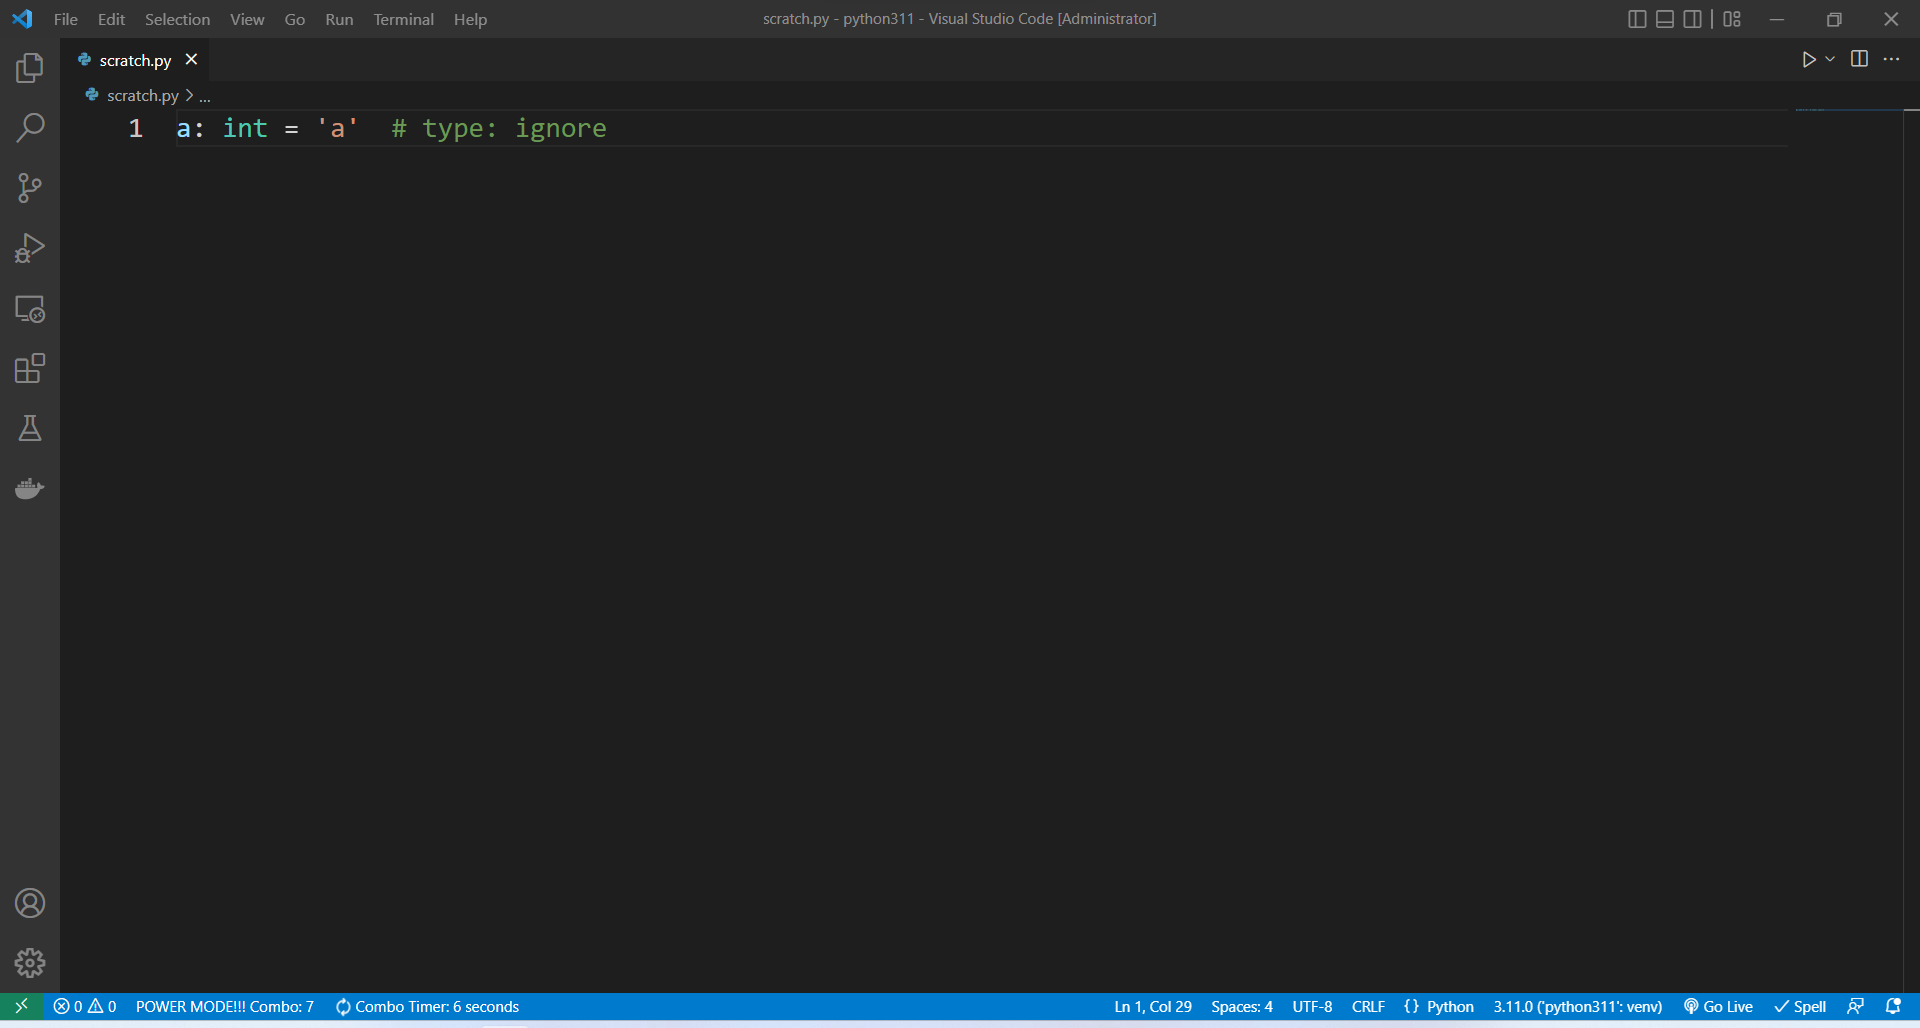 File Edit Selection View Go Run Terminal Help
scratch.py - python311 - Visual Studio Code [Administrator]
scratch.py
scratch.py > ...
1 a: int = 'a'  # type: ignore
0 0 POWER MODE!!! Combo: 7 Combo Timer: 6 seconds
Ln 1, Col 29 Spaces: 4 UTF-8 CRLF {} Python 3.11.0 ('python311': venv) Go Live Spell